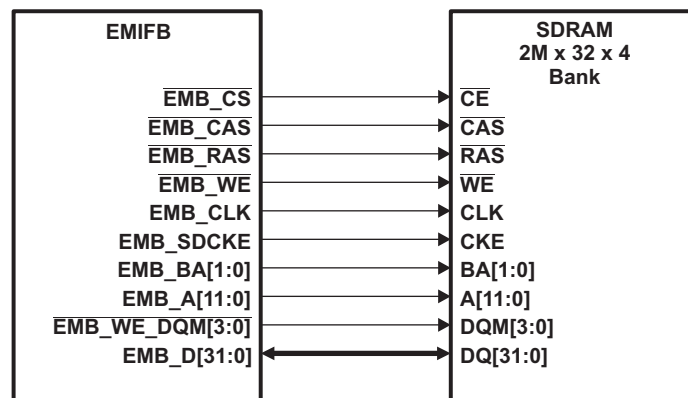 EMIFB
SDRAM
2M x 32 x 4
Bank
EMB_CS CE
EMB_CAS CAS
EMB_RAS RAS
EMB_WE WE
EMB_CLK CLK
EMB_SDCKE CKE
EMB_BA[1:0] BA[1:0]
EMB_A[11:0] A[11:0]
EMB_WE_DQM[3:0] DQM[3:0]
EMB_D[31:0] DQ[31:0]